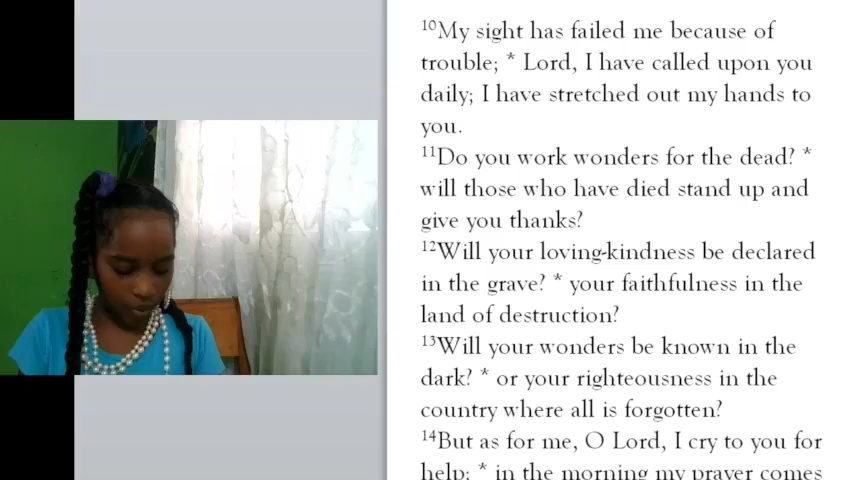 ¹⁰My sight has failed me because of
trouble; * Lord, I have called upon you
daily; I have stretched out my hands to
you.
¹¹Do you work wonders for the dead? *
will those who have died stand up and
give you thanks?
¹²Will your loving-kindness be declared
in the grave? * your faithfulness in the
land of destruction?
¹³Will your wonders be known in the
dark? * or your righteousness in the
country where all is forgotten?
¹⁴But as for me, O Lord, I cry to you for
help; * in the morning my prayer comes